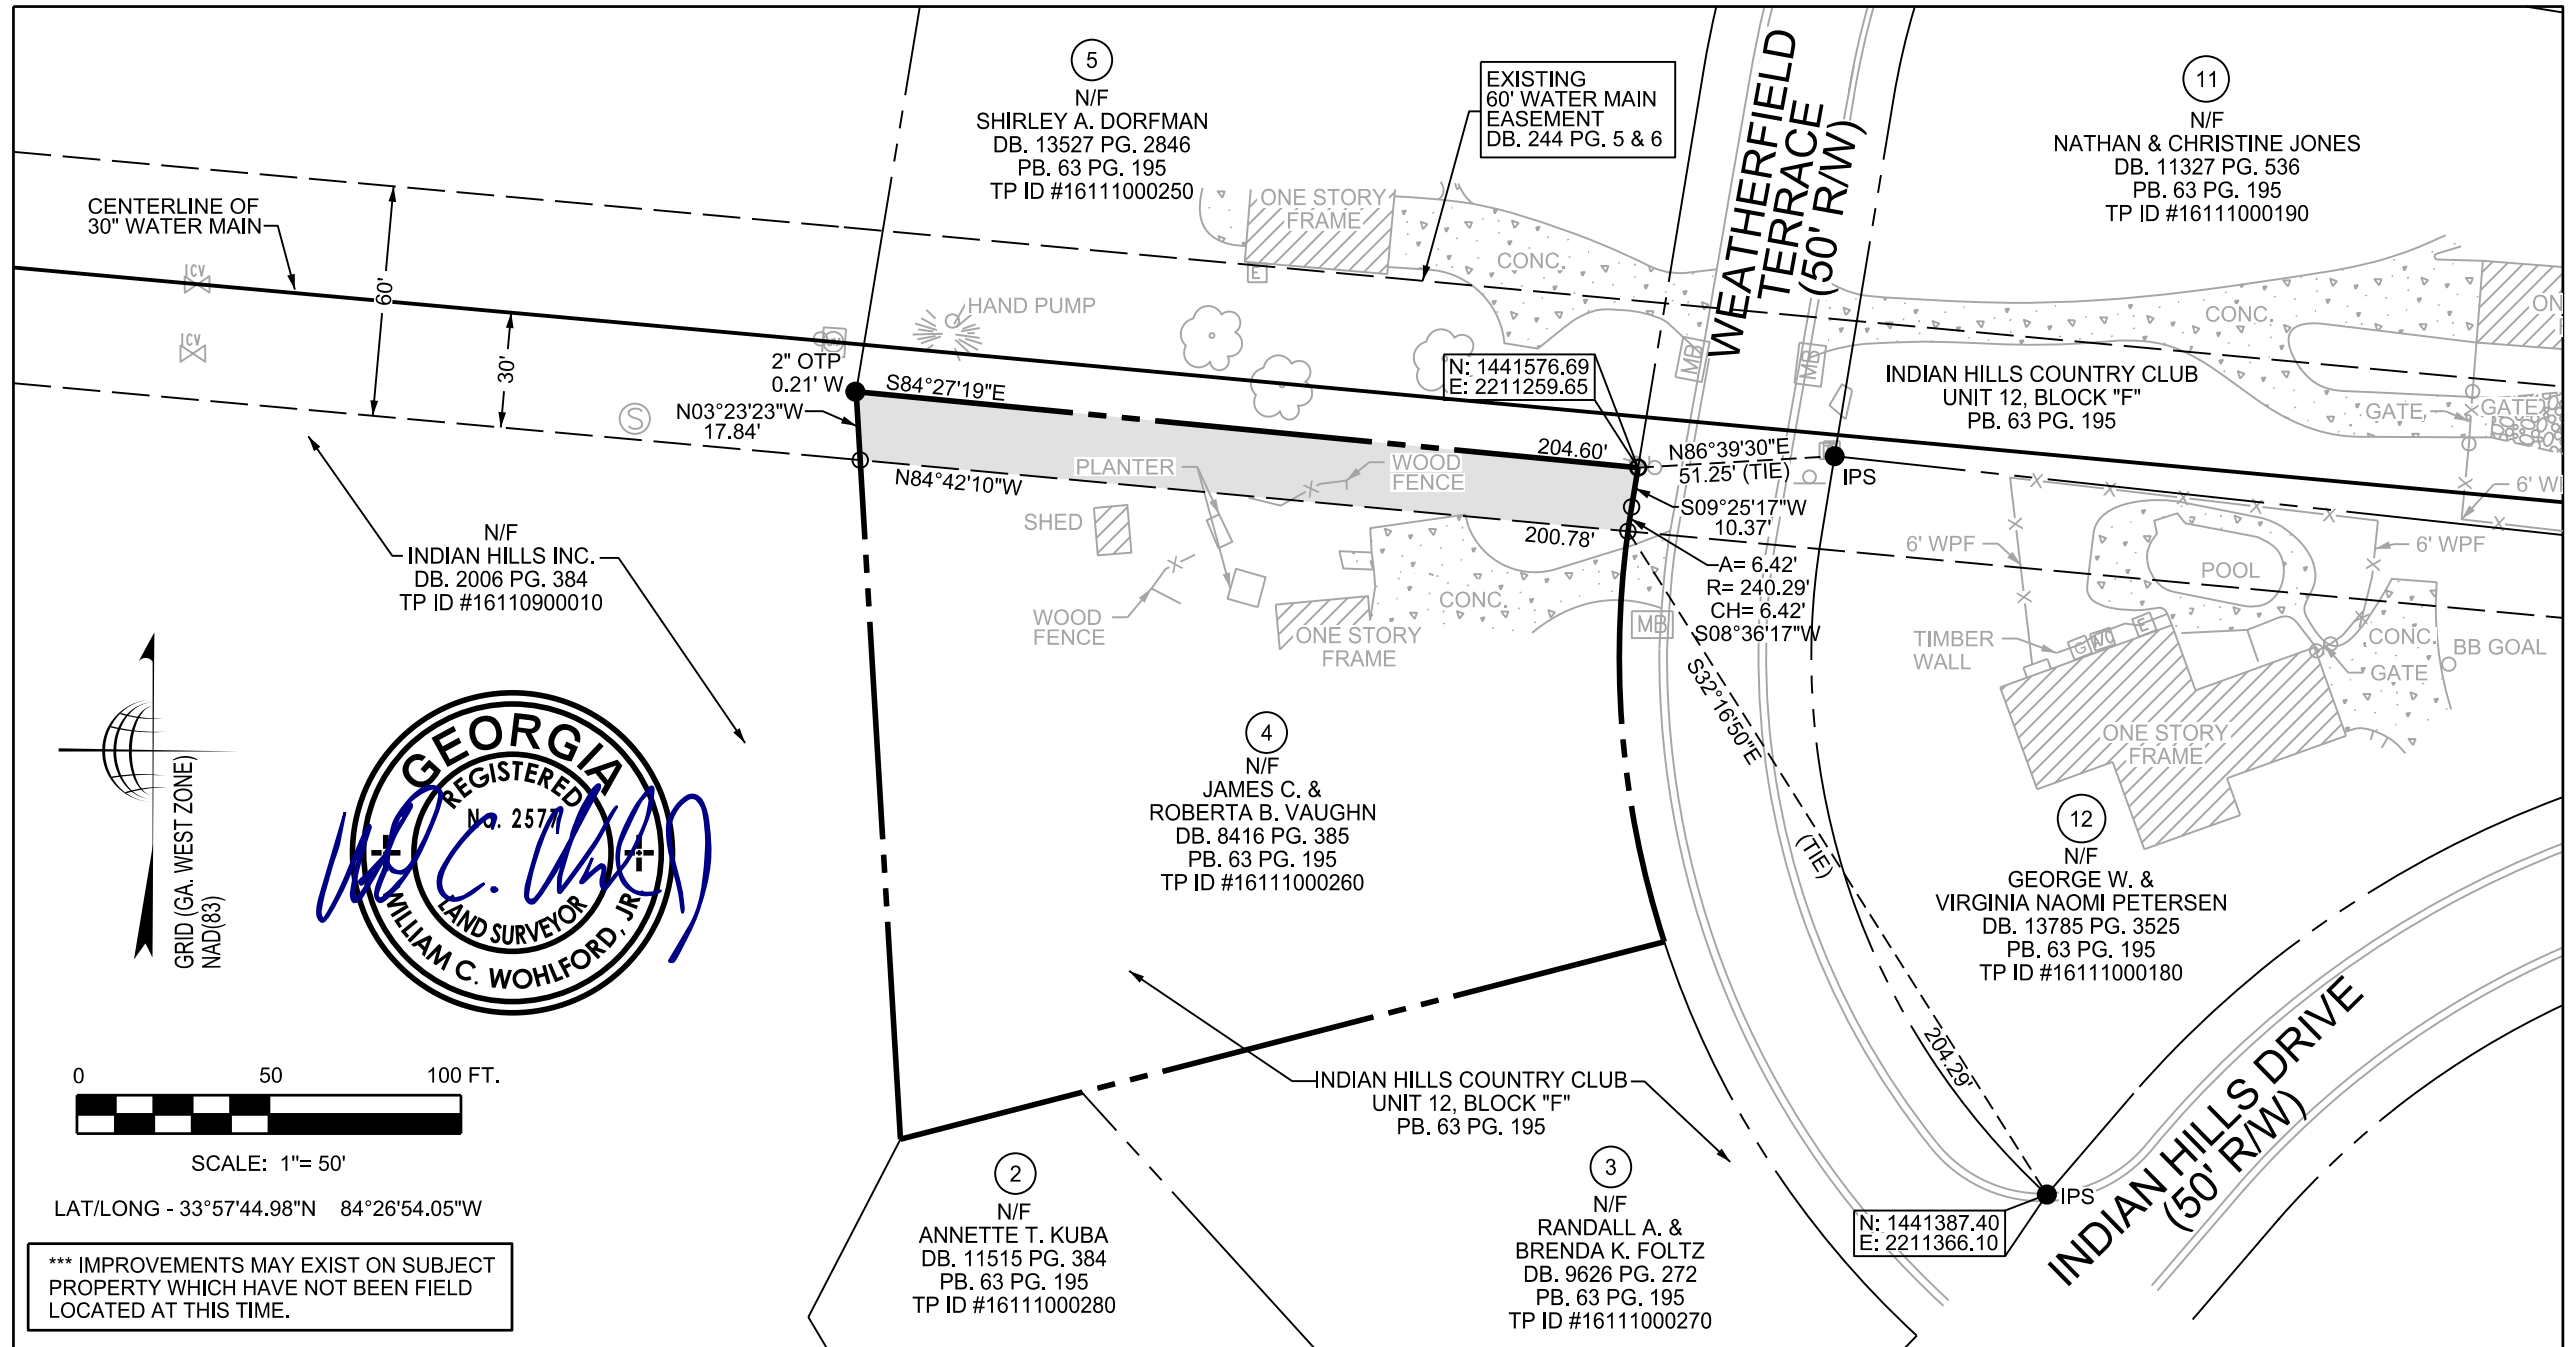 5
N/F
SHIRLEY A. DORFMAN
DB. 13527 PG. 2846
PB. 63 PG. 195
TP ID #16111000250
EXISTING
60' WATER MAIN
EASEMENT
DB. 244 PG. 5 & 6
WEATHERFIELD
TERRACE
(50' R/W)
11
N/F
NATHAN & CHRISTINE JONES
DB. 11327 PG. 536
PB. 63 PG. 195
TP ID #16111000190
CENTERLINE OF
30" WATER MAIN
ICV
ICV
60'
30'
S
ONE STORY
FRAME
E
CONC.
HAND PUMP
MB
MB
CONC.
GATE
GATE
6' WPF
2" OTP
0.21' W
S84°27'19"E
204.60'
N03°23'23"W
17.84'
N84°42'10"W
200.78'
N: 1441576.69
E: 2211259.65
N86°39'30"E
51.25' (TIE)
IPS
INDIAN HILLS COUNTRY CLUB
UNIT 12, BLOCK "F"
PB. 63 PG. 195
PLANTER
WOOD
FENCE
SHED
WOOD
FENCE
CONC.
ONE STORY
FRAME
MB
S09°25'17"W
10.37'
A= 6.42'
R= 240.29'
CH= 6.42'
S08°36'17"W
S32°16'50"E
(TIE)
204.29'
6' WPF
6' WPF
POOL
TIMBER
WALL
G
A/C
E
CONC.
BB GOAL
GATE
ONE STORY
FRAME
N/F
INDIAN HILLS INC.
DB. 2006 PG. 384
TP ID #16110900010
GRID (GA. WEST ZONE)
NAD(83)
GEORGIA
REGISTERED
No. 2577
LAND SURVEYOR
WILLIAM C. WOHLFORD, JR.
4
N/F
JAMES C. &
ROBERTA B. VAUGHN
DB. 8416 PG. 385
PB. 63 PG. 195
TP ID #16111000260
12
N/F
GEORGE W. &
VIRGINIA NAOMI PETERSEN
DB. 13785 PG. 3525
PB. 63 PG. 195
TP ID #16111000180
0 50 100 FT.
SCALE: 1"= 50'
LAT/LONG - 33°57'44.98"N 84°26'54.05"W
*** IMPROVEMENTS MAY EXIST ON SUBJECT
PROPERTY WHICH HAVE NOT BEEN FIELD
LOCATED AT THIS TIME.
INDIAN HILLS COUNTRY CLUB
UNIT 12, BLOCK "F"
PB. 63 PG. 195
2
N/F
ANNETTE T. KUBA
DB. 11515 PG. 384
PB. 63 PG. 195
TP ID #16111000280
3
N/F
RANDALL A. &
BRENDA K. FOLTZ
DB. 9626 PG. 272
PB. 63 PG. 195
TP ID #16111000270
IPS
N: 1441387.40
E: 2211366.10
INDIAN HILLS DRIVE
(50' R/W)